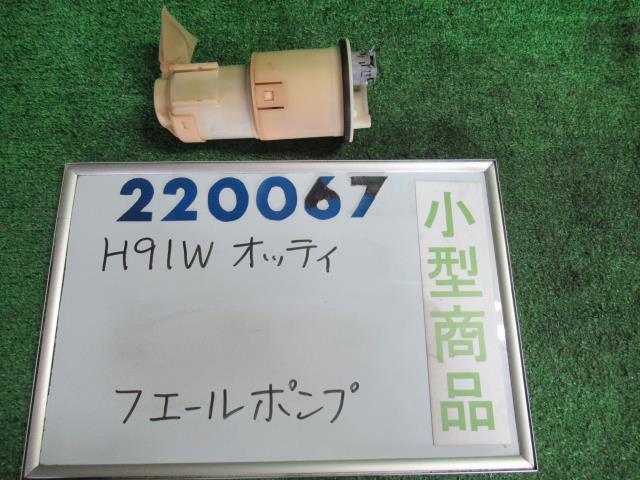 220067
H91W オッティ
フエールポンプ
小型商品